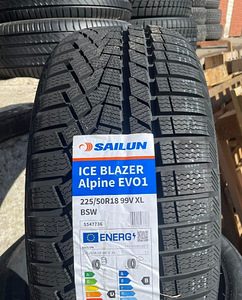 SAILUN
ICE BLAZER
Alpine EVO1
225/50R18 99V XL
BSW
ENERG